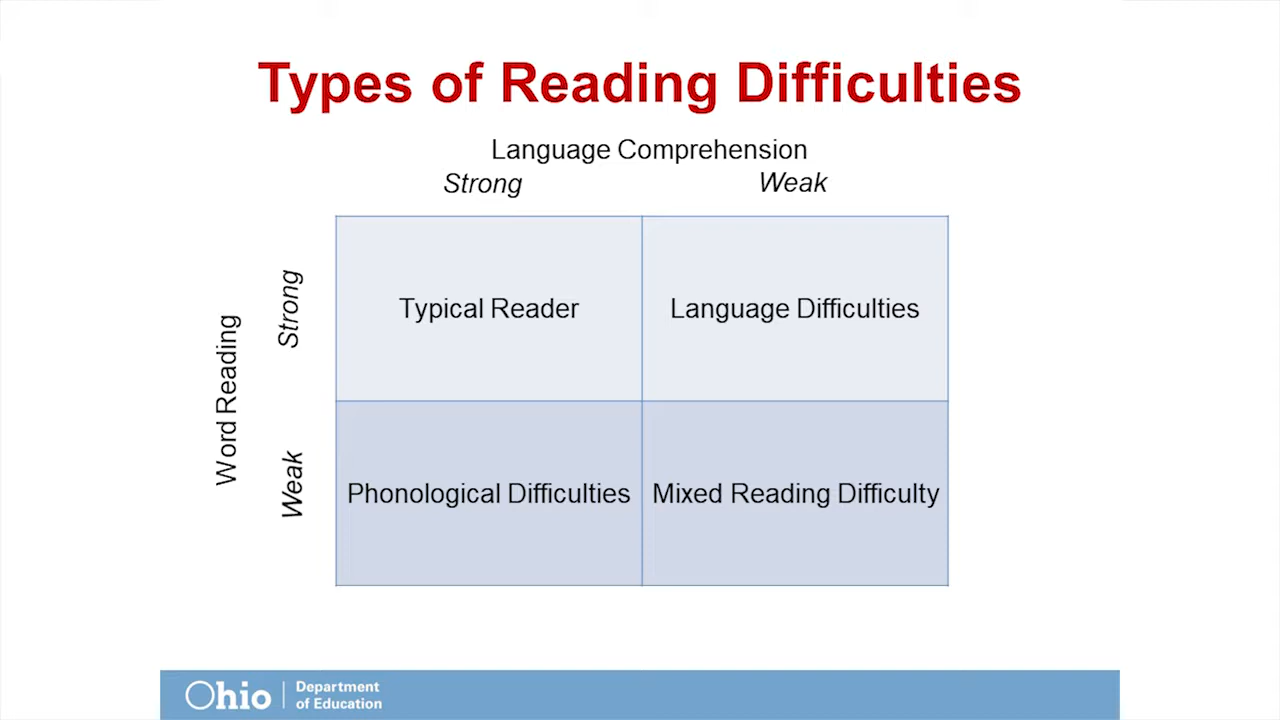 Types of Reading Difficulties
Language Comprehension
Strong Weak
Word Reading
Strong
Typical Reader
Language Difficulties
Weak
Phonological Difficulties
Mixed Reading Difficulty
Ohio
Department
of Education